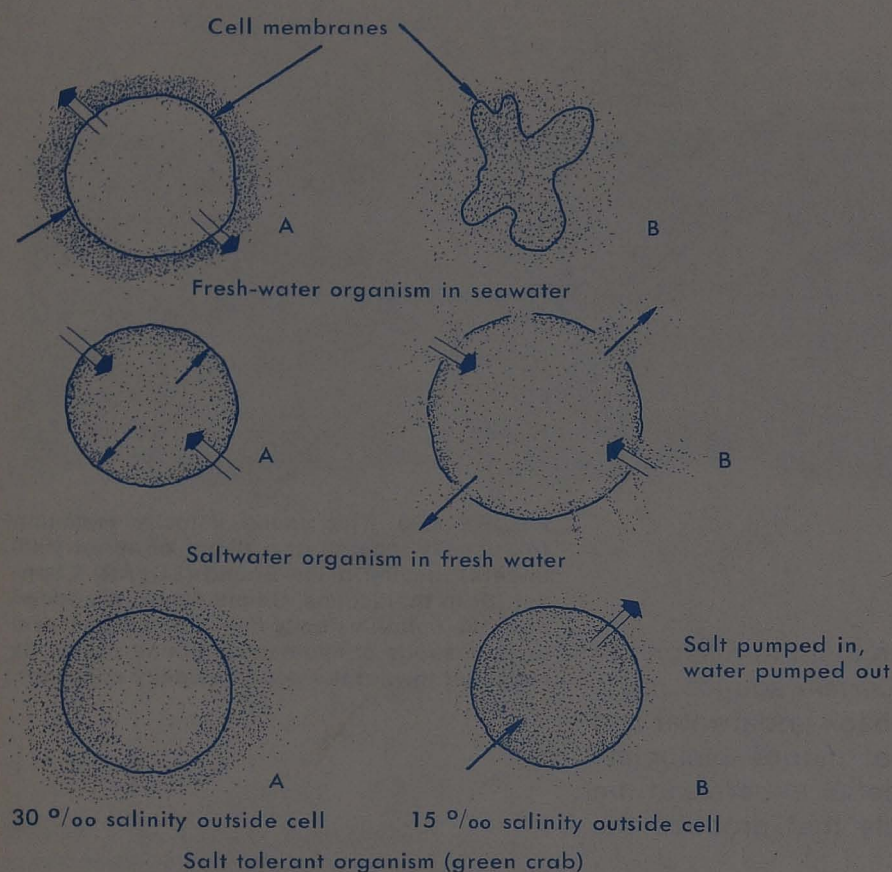 Cell membranes
A
B
Fresh-water organism in seawater
A
B
Saltwater organism in fresh water
Salt pumped in,
water pumped out
A
B
30 º/oo salinity outside cell
15 º/oo salinity outside cell
Salt tolerant organism (green crab)